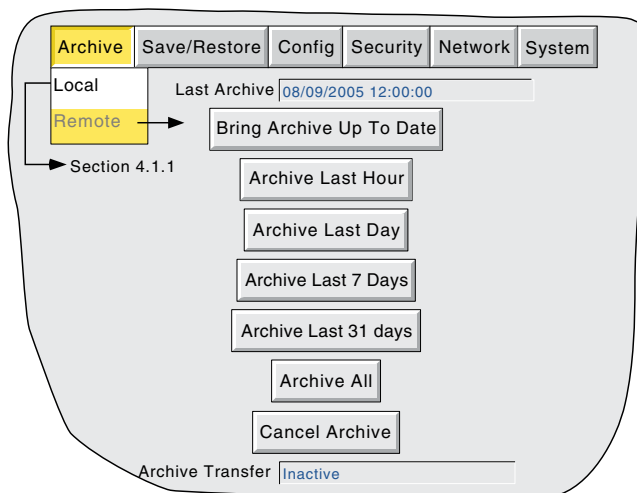 Archive Save/Restore Config Security Network System
Local
Last Archive 08/09/2005 12:00:00
Remote
Bring Archive Up To Date
Section 4.1.1
Archive Last Hour
Archive Last Day
Archive Last 7 Days
Archive Last 31 days
Archive All
Cancel Archive
Archive Transfer Inactive